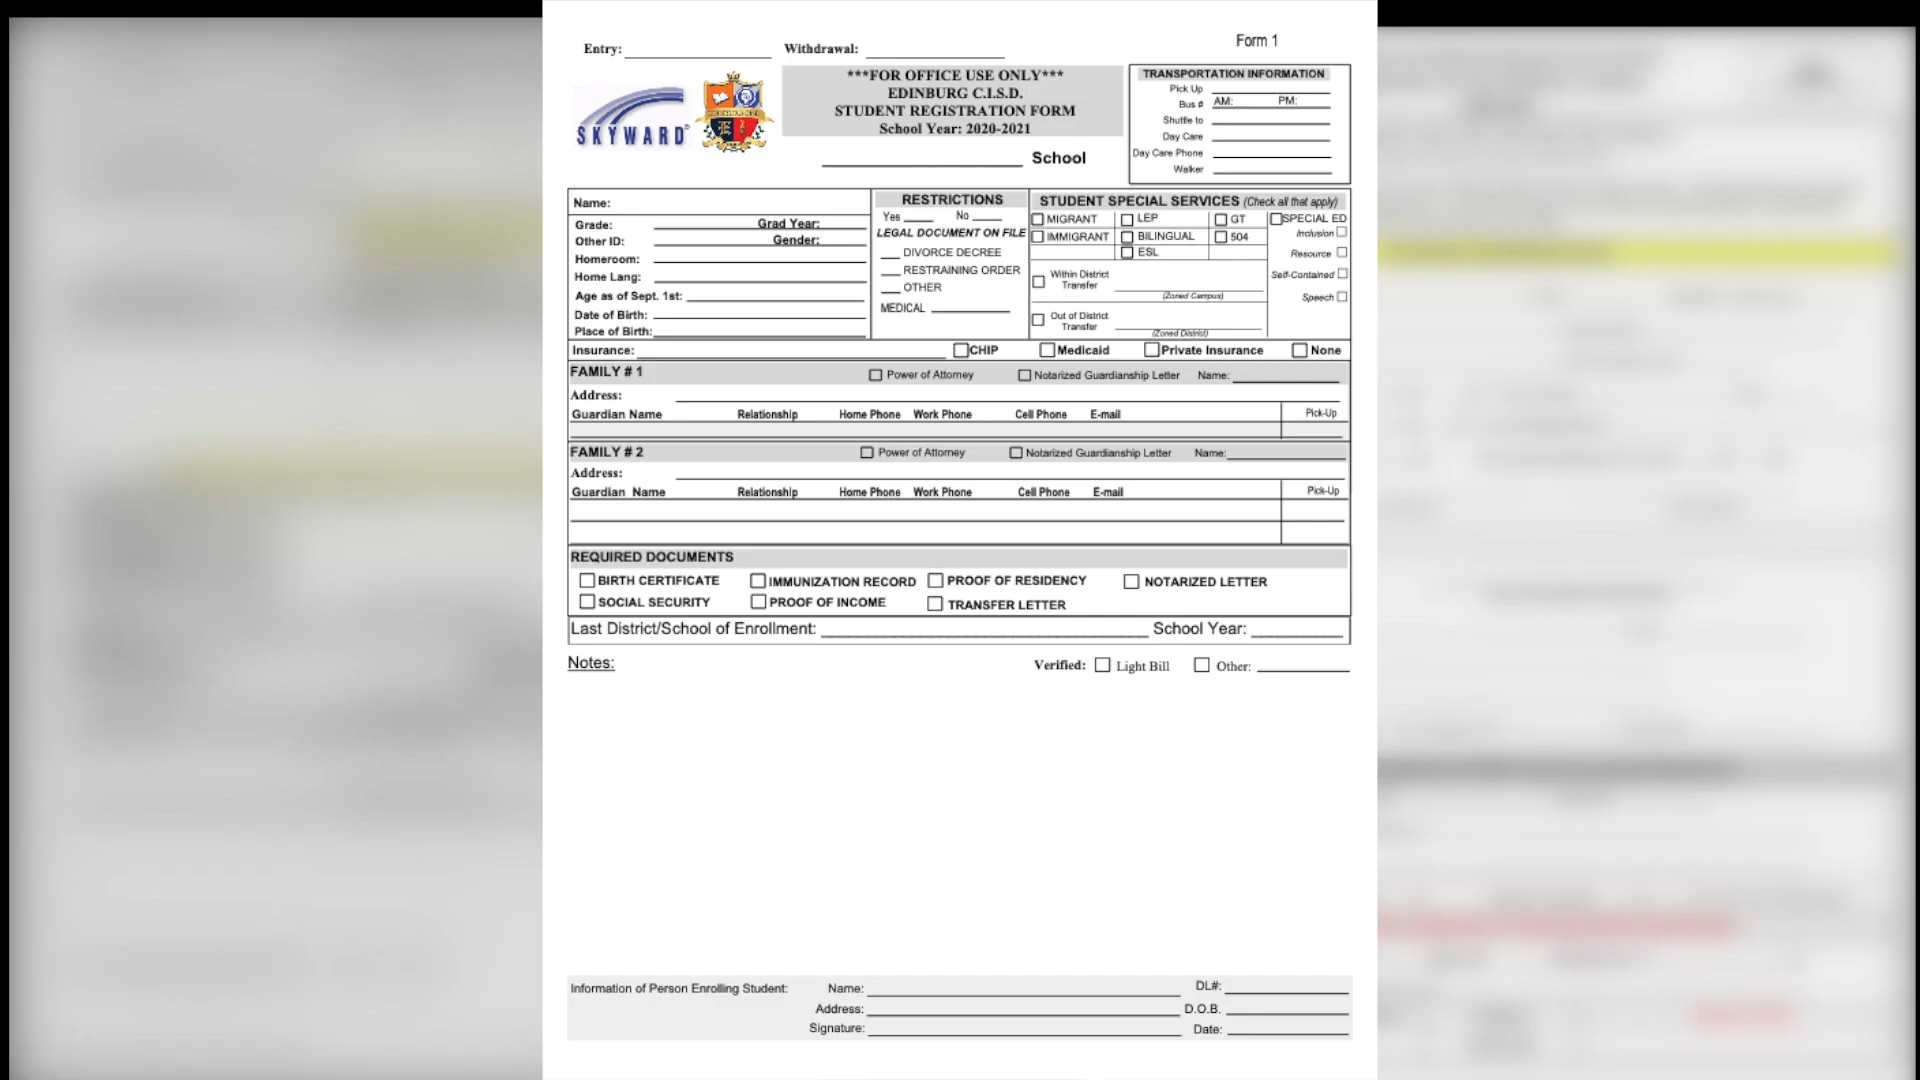 Form 1
Entry: Withdrawal:
***FOR OFFICE USE ONLY***
EDINBURG C.I.S.D.
STUDENT REGISTRATION FORM
School Year: 2020-2021
School
SKYWARD
TRANSPORTATION INFORMATION
Pick Up
Bus # AM: PM:
Shuttle to
Day Care
Day Care Phone
Walker
Name:
Grade: Grad Year:
Other ID: Gender:
Homeroom:
Home Lang:
Age as of Sept. 1st:
Date of Birth:
Place of Birth:
RESTRICTIONS
Yes No
LEGAL DOCUMENT ON FILE
DIVORCE DECREE
RESTRAINING ORDER
OTHER
MEDICAL
STUDENT SPECIAL SERVICES (Check all that apply)
MIGRANT LEP GT SPECIAL ED
IMMIGRANT BILINGUAL 504 Inclusion
ESL Resource
Within District Transfer Self-Contained
(Zoned Campus) Speech
Out of District Transfer
(Zoned District)
Insurance: CHIP Medicaid Private Insurance None
FAMILY # 1 Power of Attorney Notarized Guardianship Letter Name:
Address:
Guardian Name Relationship Home Phone Work Phone Cell Phone E-mail Pick-Up
FAMILY # 2 Power of Attorney Notarized Guardianship Letter Name:
Address:
Guardian Name Relationship Home Phone Work Phone Cell Phone E-mail Pick-Up
REQUIRED DOCUMENTS
BIRTH CERTIFICATE IMMUNIZATION RECORD PROOF OF RESIDENCY NOTARIZED LETTER
SOCIAL SECURITY PROOF OF INCOME TRANSFER LETTER
Last District/School of Enrollment: School Year:
Notes: Verified: Light Bill Other:
Information of Person Enrolling Student: Name: DL#:
Address: D.O.B.
Signature: Date: